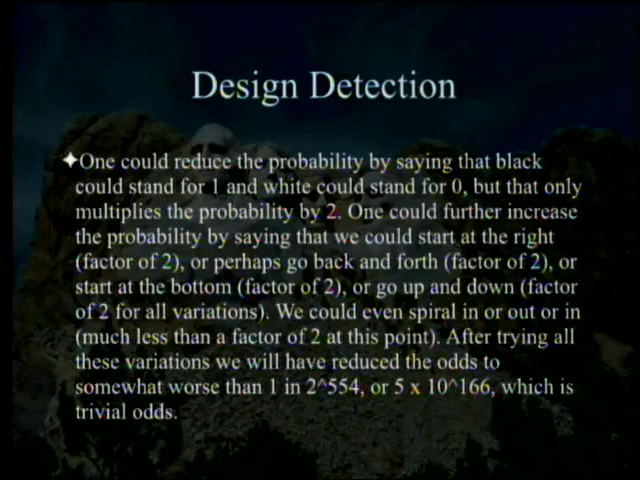 Design Detection
✦One could reduce the probability by saying that black
could stand for 1 and white could stand for 0, but that only
multiplies the probability by 2. One could further increase
the probability by saying that we could start at the right
(factor of 2), or perhaps go back and forth (factor of 2), or
start at the bottom (factor of 2), or go up and down (factor
of 2 for all variations). We could even spiral in or out or in
(much less than a factor of 2 at this point). After trying all
these variations we will have reduced the odds to
somewhat worse than 1 in 2^554, or 5 x 10^166, which is
trivial odds.